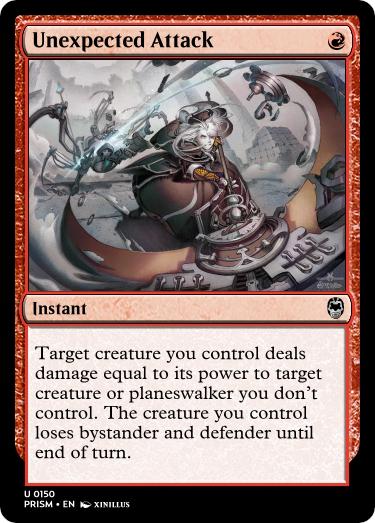 Unexpected Attack
Instant
Target creature you control deals
damage equal to its power to target
creature or planeswalker you don't
control. The creature you control
loses bystander and defender until
end of turn.
U 0150
PRISM • EN XINILLUS